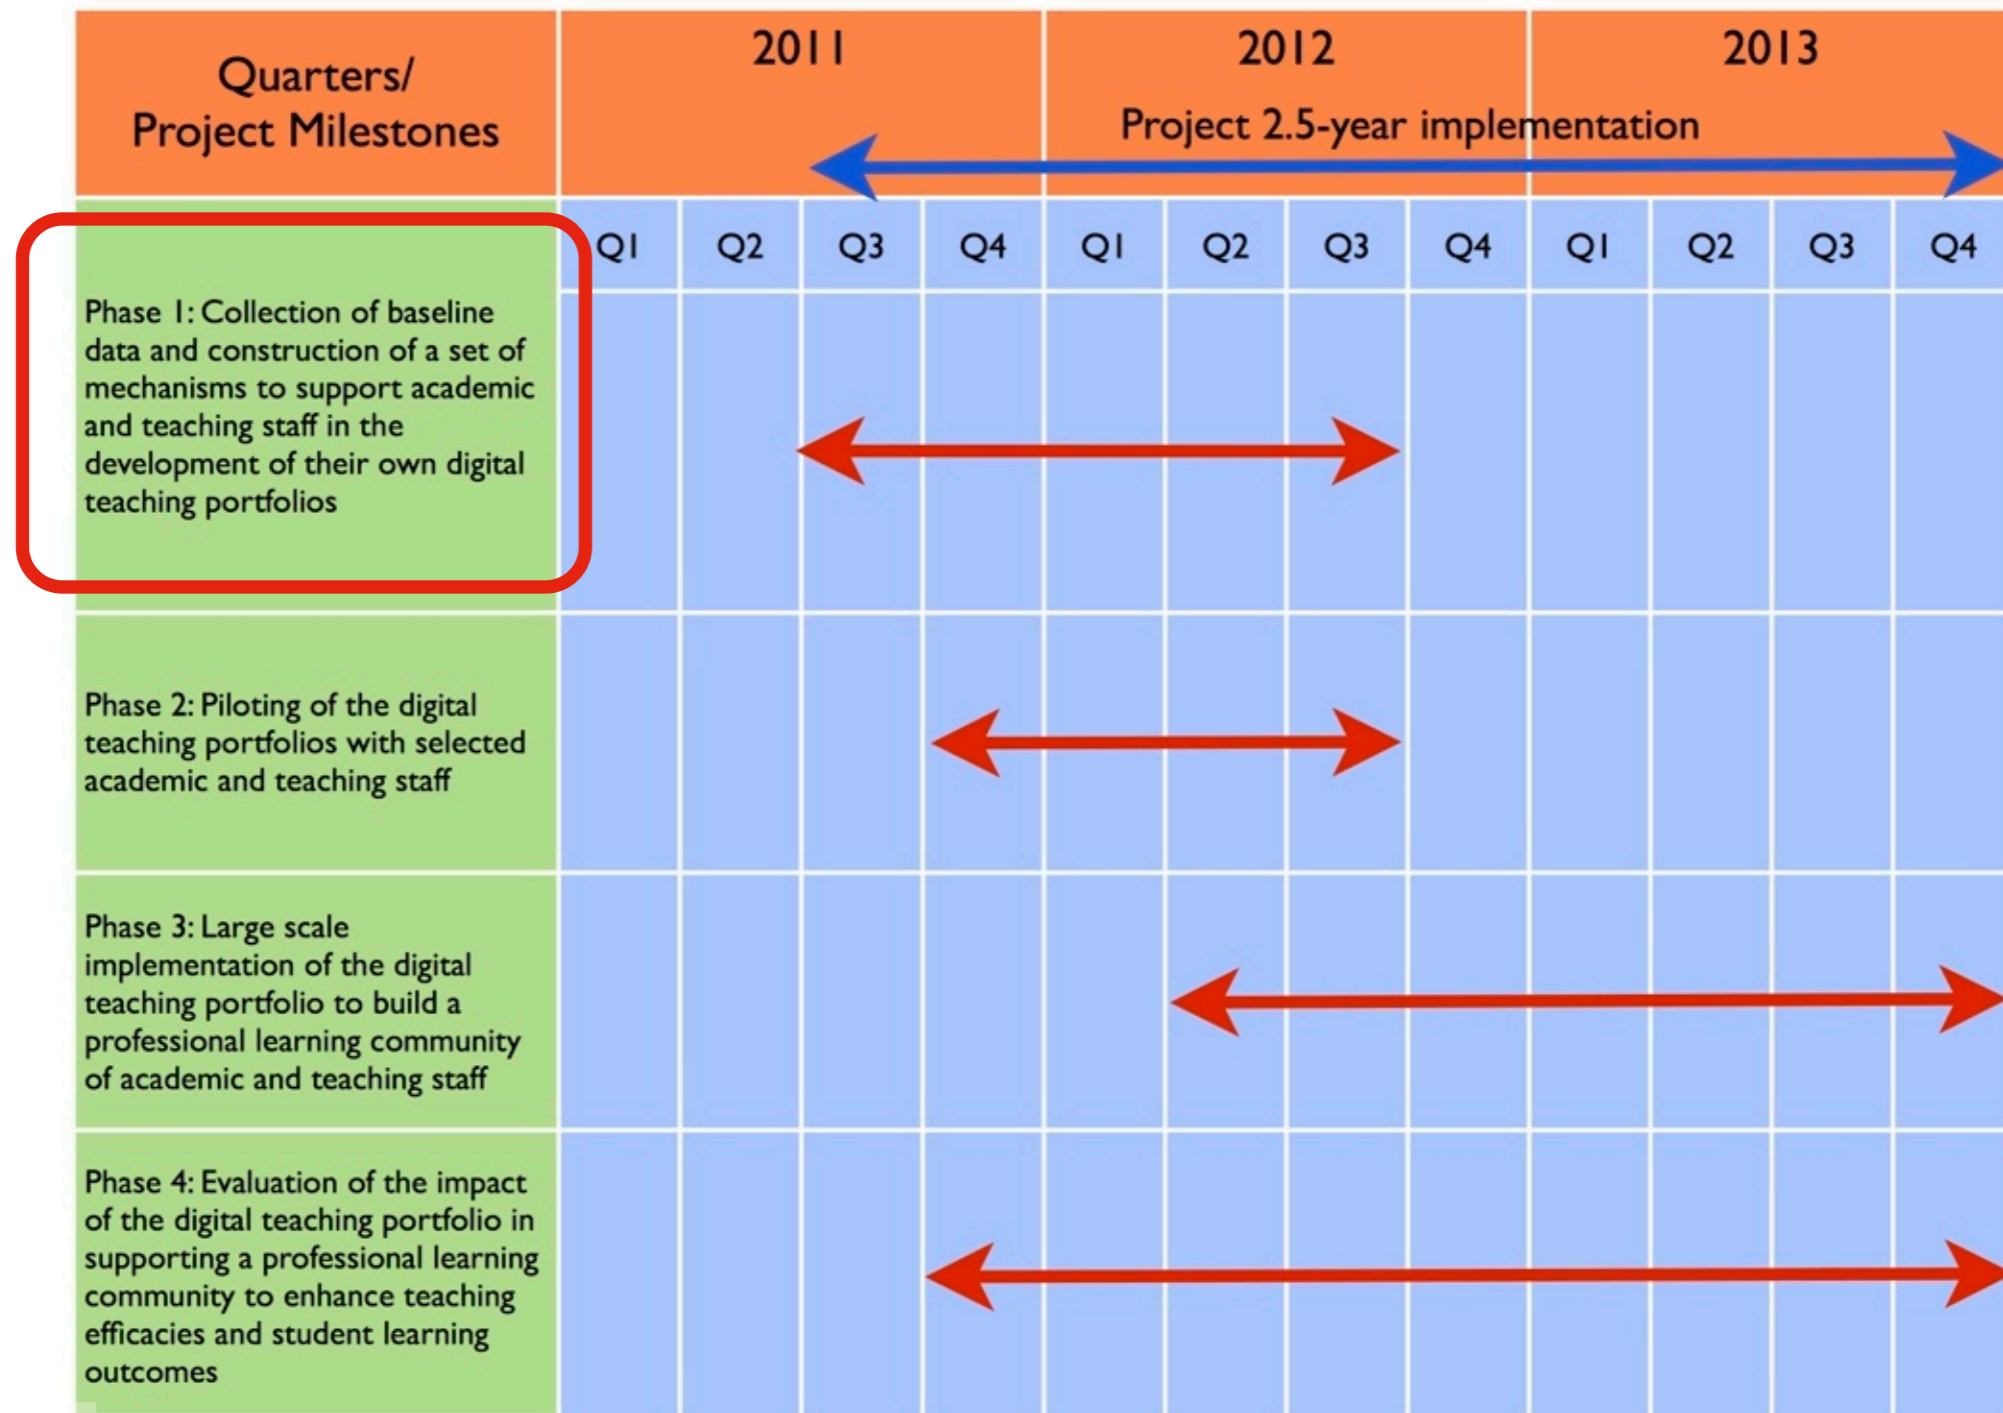 Quarters/
Project Milestones
2011
2012
2013
Project 2.5-year implementation
Q1 Q2 Q3 Q4 Q1 Q2 Q3 Q4 Q1 Q2 Q3 Q4
Phase 1: Collection of baseline
data and construction of a set of
mechanisms to support academic
and teaching staff in the
development of their own digital
teaching portfolios
Phase 2: Piloting of the digital
teaching portfolios with selected
academic and teaching staff
Phase 3: Large scale
implementation of the digital
teaching portfolio to build a
professional learning community
of academic and teaching staff
Phase 4: Evaluation of the impact
of the digital teaching portfolio in
supporting a professional learning
community to enhance teaching
efficacies and student learning
outcomes